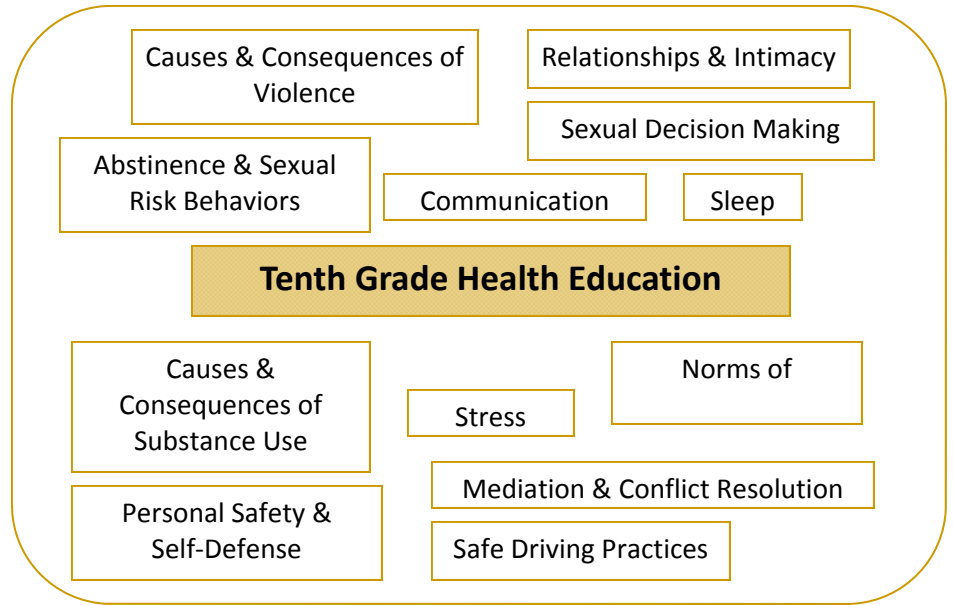 Causes & Consequences of
Violence
Relationships & Intimacy
Sexual Decision Making
Abstinence & Sexual
Risk Behaviors
Communication
Sleep
Tenth Grade Health Education
Causes &
Consequences of
Substance Use
Norms of
Stress
Mediation & Conflict Resolution
Personal Safety &
Self-Defense
Safe Driving Practices